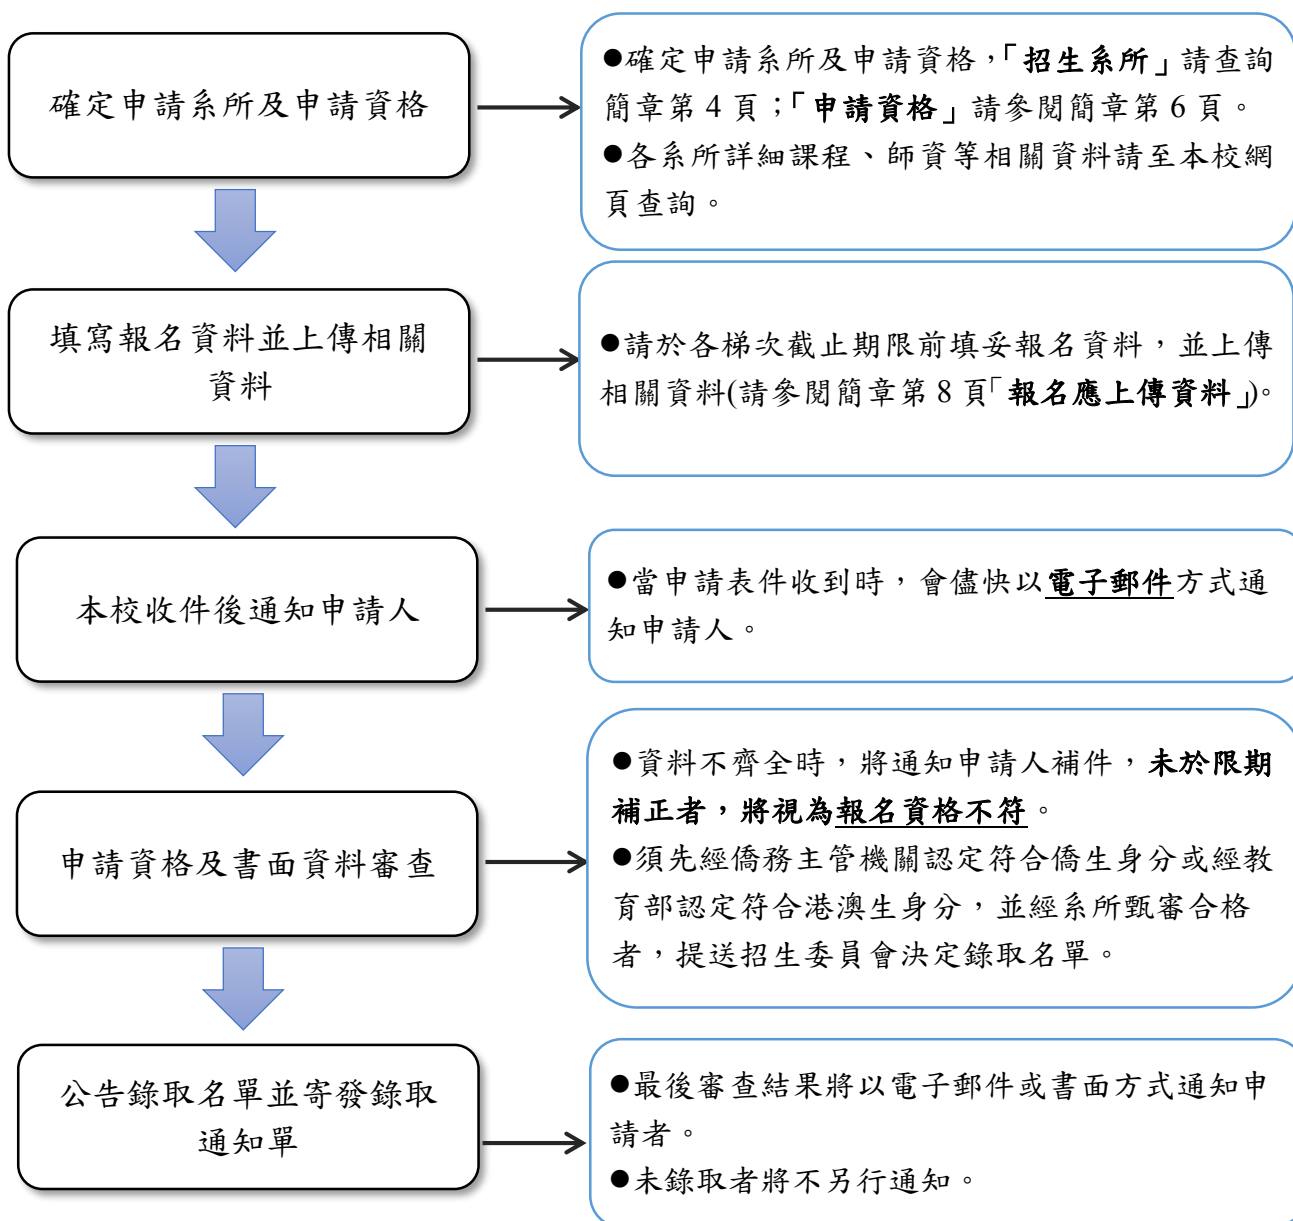 確定申請系所及申請資格
●確定申請系所及申請資格，「招生系所」請查詢
簡章第 4 頁；「申請資格」請參閱簡章第 6 頁。
●各系所詳細課程、師資等相關資料請至本校網
頁查詢。
填寫報名資料並上傳相關
資料
●請於各梯次截止期限前填妥報名資料，並上傳
相關資料(請參閱簡章第 8 頁「報名應上傳資料」)。
本校收件後通知申請人
●當申請表件收到時，會儘快以電子郵件方式通
知申請人。
申請資格及書面資料審查
●資料不齊全時，將通知申請人補件，未於限期
補正者，將視為報名資格不符。
●須先經僑務主管機關認定符合僑生身分或經教
育部認定符合港澳生身分，並經系所甄審合格
者，提送招生委員會決定錄取名單。
公告錄取名單並寄發錄取
通知單
●最後審查結果將以電子郵件或書面方式通知申
請者。
●未錄取者將不另行通知。